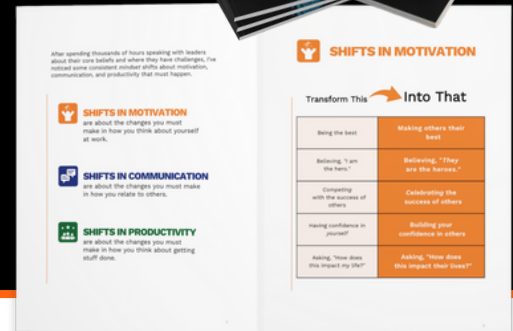 After spending thousands of hours speaking with leaders
about their core beliefs and where they have challenges, I've
noticed some consistent mindset shifts about motivation,
communication, and productivity that must happen.
SHIFTS IN MOTIVATION
are about the changes you must
make in how you think about yourself
at work.
SHIFTS IN COMMUNICATION
are about the changes you must make
in how you relate to others.
SHIFTS IN PRODUCTIVITY
are about the changes you must
make in how you think about getting
stuff done.
SHIFTS IN MOTIVATION
Transform This
Into That
Being the best
Making others their
best
Believing, "I am
the hero."
Believing, "They
are the heroes."
Competing
with the success of
others
Celebrating the
success of others
Having confidence in
yourself
Building your
confidence in others
Asking, "How does
this impact my life?"
Asking, "How does
this impact their lives?"